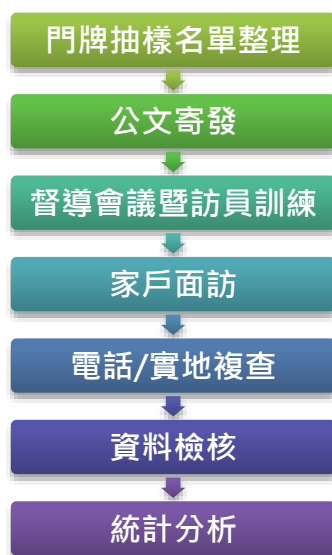 門牌抽樣名單整理
公文寄發
督導會議暨訪員訓練
家戶面訪
電話/實地複查
資料檢核
統計分析